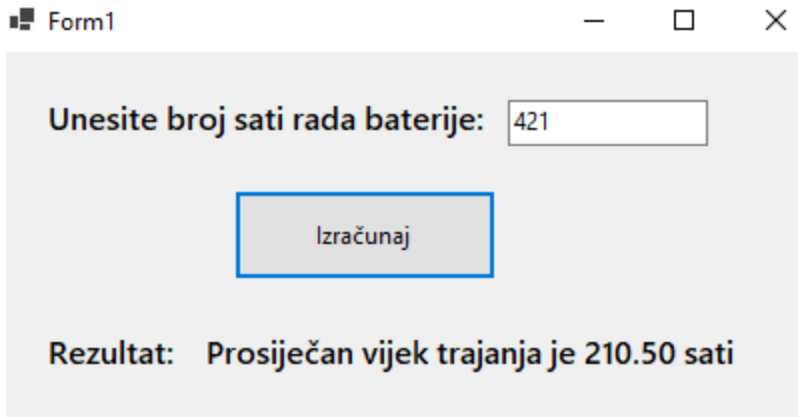 Form1
Unesite broj sati rada baterije: 421
Izračunaj
Rezultat: Prosiječan vijek trajanja je 210.50 sati